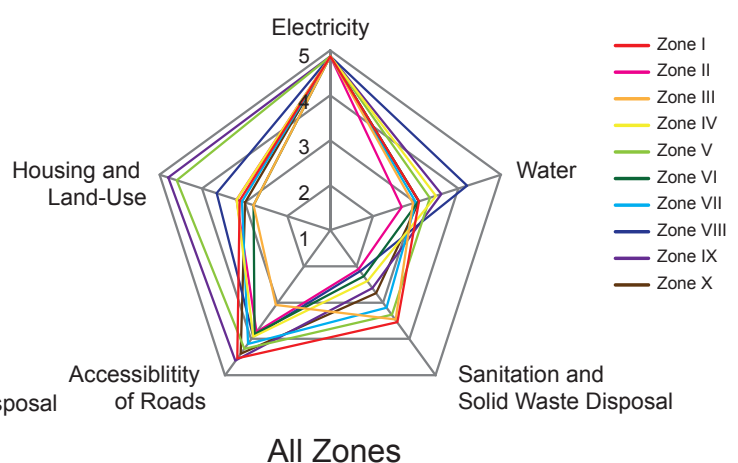 Electricity
5
4
3
2
1
Housing and
Land-Use
Water
Accessiblitity
of Roads
sposal
Sanitation and
Solid Waste Disposal
Zone I
Zone II
Zone III
Zone IV
Zone V
Zone VI
Zone VII
Zone VIII
Zone IX
Zone X
All Zones